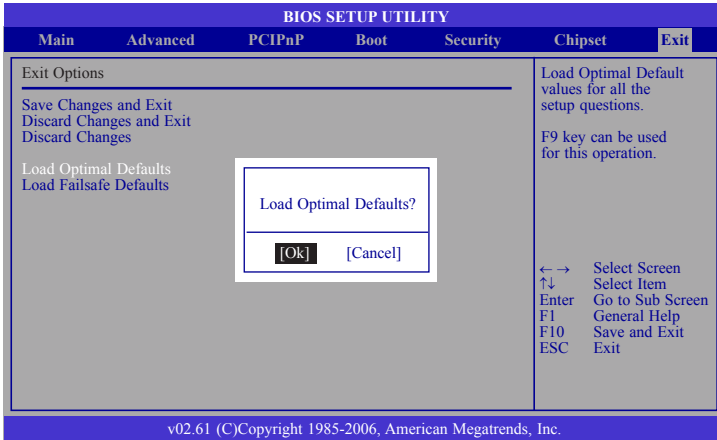 BIOS SETUP UTILITY
Main Advanced PCIPnP Boot Security Chipset Exit
Exit Options
Save Changes and Exit
Discard Changes and Exit
Discard Changes
Load Optimal Defaults
Load Failsafe Defaults
Load Optimal Defaults?
[Ok] [Cancel]
Load Optimal Default
values for all the
setup questions.
F9 key can be used
for this operation.
←→ Select Screen
↑↓ Select Item
Enter Go to Sub Screen
F1 General Help
F10 Save and Exit
ESC Exit
v02.61 (C)Copyright 1985-2006, American Megatrends, Inc.